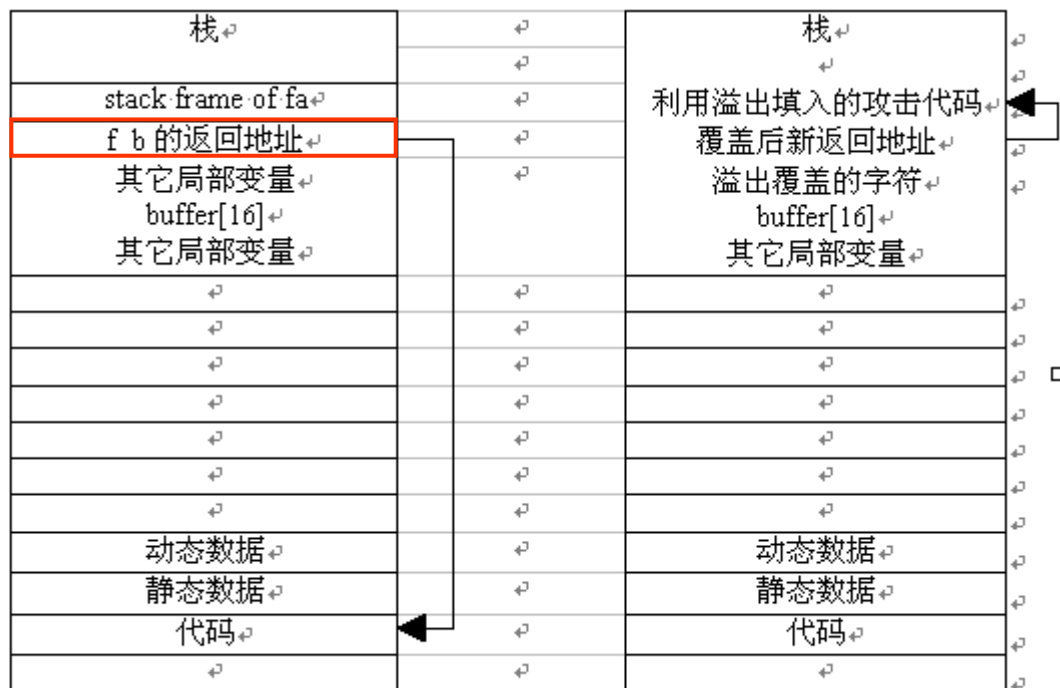 栈
stack frame of fa
f b的返回地址
其它局部变量
buffer[16]
其它局部变量
动态数据
静态数据
代码
栈
利用溢出填入的攻击代码
覆盖后新返回地址
溢出覆盖的字符
buffer[16]
其它局部变量
动态数据
静态数据
代码